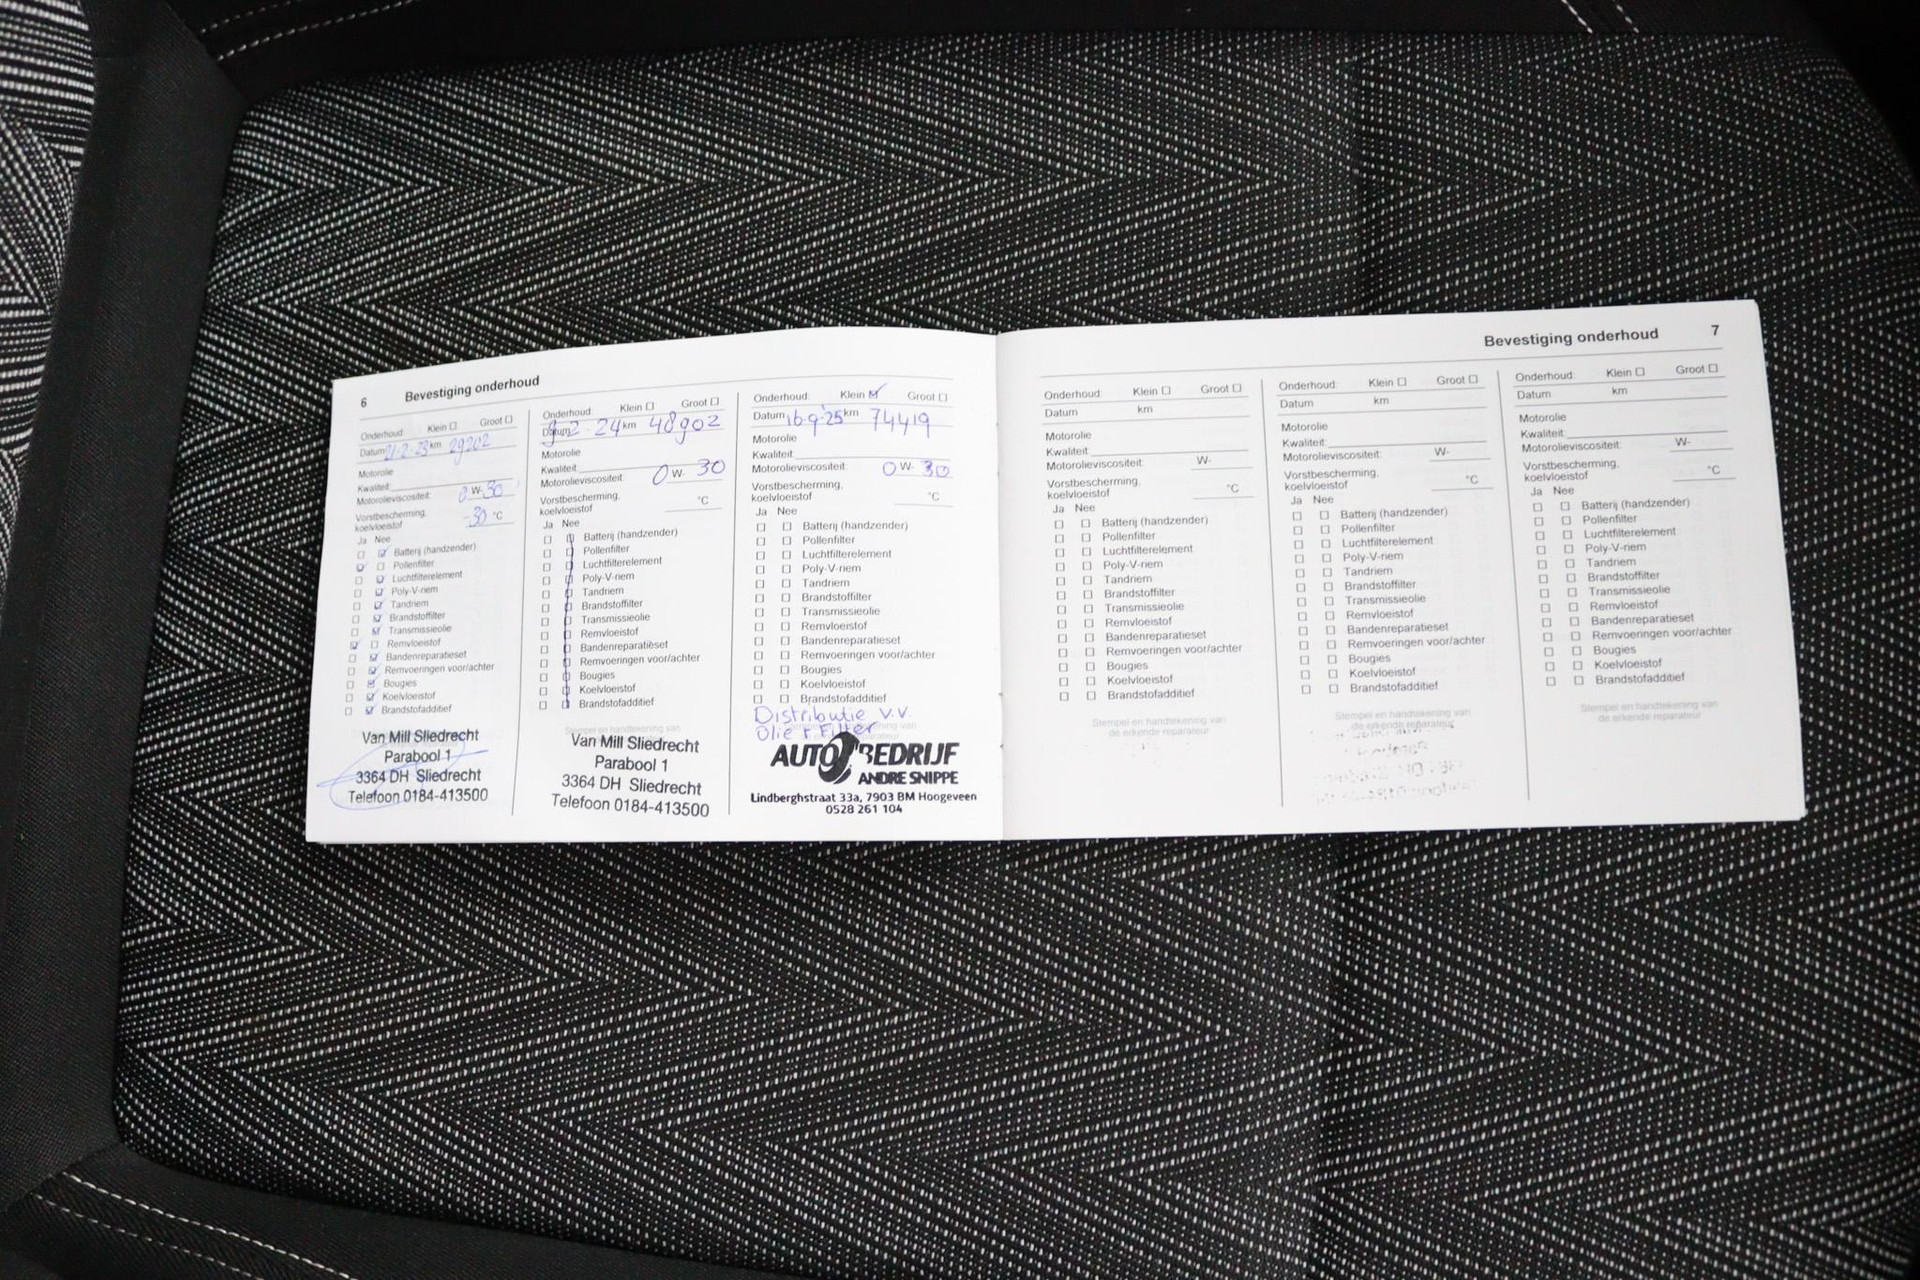 6 Bevestiging onderhoud
Onderhoud: Klein ☐ Groot ☐
Datum 21-2-23 km 29202
Motorolie
Kwaliteit:
Motorolieviscositeit: 0 W- 30
Vorstbescherming,
koelvloeistof -30 °C
Ja Nee
☐ ☑ Batterij (handzender)
☑ ☐ Pollenfilter
☐ ☑ Luchtfilterelement
☐ ☑ Poly-V-riem
☐ ☑ Tandriem
☐ ☑ Brandstoffilter
☐ ☑ Transmissieolie
☑ ☐ Remvloeistof
☐ ☑ Bandenreparatieset
☐ ☑ Remvoeringen voor/achter
☐ ☑ Bougies
☐ ☑ Koelvloeistof
☐ ☑ Brandstofadditief
Van Mill Sliedrecht
Parabool 1
3364 DH Sliedrecht
Telefoon 0184-413500
Onderhoud: Klein ☐ Groot ☐
Datum 9-2-24 km 48902
Motorolie
Kwaliteit:
Motorolieviscositeit: 0 W- 30
Vorstbescherming,
koelvloeistof °C
Ja Nee
☐ ☐ Batterij (handzender)
☐ ☐ Pollenfilter
☐ ☐ Luchtfilterelement
☐ ☐ Poly-V-riem
☐ ☐ Tandriem
☐ ☐ Brandstoffilter
☐ ☐ Transmissieolie
☐ ☐ Remvloeistof
☐ ☐ Bandenreparatieset
☐ ☐ Remvoeringen voor/achter
☐ ☐ Bougies
☐ ☐ Koelvloeistof
☐ ☐ Brandstofadditief
Stempel en handtekening van
Van Mill Sliedrecht
Parabool 1
3364 DH Sliedrecht
Telefoon 0184-413500
Onderhoud: Klein ☑ Groot ☐
Datum 16-9-25 km 74419
Motorolie
Kwaliteit:
Motorolieviscositeit: 0 W- 30
Vorstbescherming,
koelvloeistof °C
Ja Nee
☐ ☐ Batterij (handzender)
☐ ☐ Pollenfilter
☐ ☐ Luchtfilterelement
☐ ☐ Poly-V-riem
☐ ☐ Tandriem
☐ ☐ Brandstoffilter
☐ ☐ Transmissieolie
☐ ☐ Remvloeistof
☐ ☐ Bandenreparatieset
☐ ☐ Remvoeringen voor/achter
☐ ☐ Bougies
☐ ☐ Koelvloeistof
☐ ☐ Brandstofadditief
Distributie v.v.
Olie + Filter
AUTOBEDRIJF
ANDRE SNIPPE
Lindberghstraat 33a, 7903 BM Hoogeveen
0528 261 104
Bevestiging onderhoud 7
Onderhoud: Klein ☐ Groot ☐
Datum km
Motorolie
Kwaliteit:
Motorolieviscositeit: W-
Vorstbescherming,
koelvloeistof °C
Ja Nee
☐ ☐ Batterij (handzender)
☐ ☐ Pollenfilter
☐ ☐ Luchtfilterelement
☐ ☐ Poly-V-riem
☐ ☐ Tandriem
☐ ☐ Brandstoffilter
☐ ☐ Transmissieolie
☐ ☐ Remvloeistof
☐ ☐ Bandenreparatieset
☐ ☐ Remvoeringen voor/achter
☐ ☐ Bougies
☐ ☐ Koelvloeistof
☐ ☐ Brandstofadditief
Stempel en handtekening van
de erkende reparateur
Onderhoud: Klein ☐ Groot ☐
Datum km
Motorolie
Kwaliteit:
Motorolieviscositeit: W-
Vorstbescherming,
koelvloeistof °C
Ja Nee
☐ ☐ Batterij (handzender)
☐ ☐ Pollenfilter
☐ ☐ Luchtfilterelement
☐ ☐ Poly-V-riem
☐ ☐ Tandriem
☐ ☐ Brandstoffilter
☐ ☐ Transmissieolie
☐ ☐ Remvloeistof
☐ ☐ Bandenreparatieset
☐ ☐ Remvoeringen voor/achter
☐ ☐ Bougies
☐ ☐ Koelvloeistof
☐ ☐ Brandstofadditief
Stempel en handtekening van
de erkende reparateur
Onderhoud: Klein ☐ Groot ☐
Datum km
Motorolie
Kwaliteit:
Motorolieviscositeit: W-
Vorstbescherming,
koelvloeistof °C
Ja Nee
☐ ☐ Batterij (handzender)
☐ ☐ Pollenfilter
☐ ☐ Luchtfilterelement
☐ ☐ Poly-V-riem
☐ ☐ Tandriem
☐ ☐ Brandstoffilter
☐ ☐ Transmissieolie
☐ ☐ Remvloeistof
☐ ☐ Bandenreparatieset
☐ ☐ Remvoeringen voor/achter
☐ ☐ Bougies
☐ ☐ Koelvloeistof
☐ ☐ Brandstofadditief
Stempel en handtekening van
de erkende reparateur